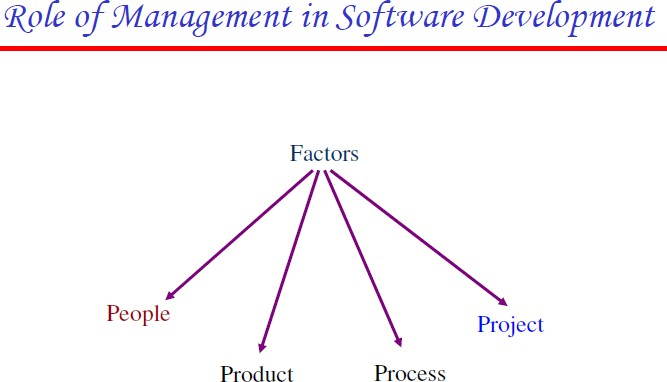 Role of Management in Software Development
Factors
People
Project
Product
Process